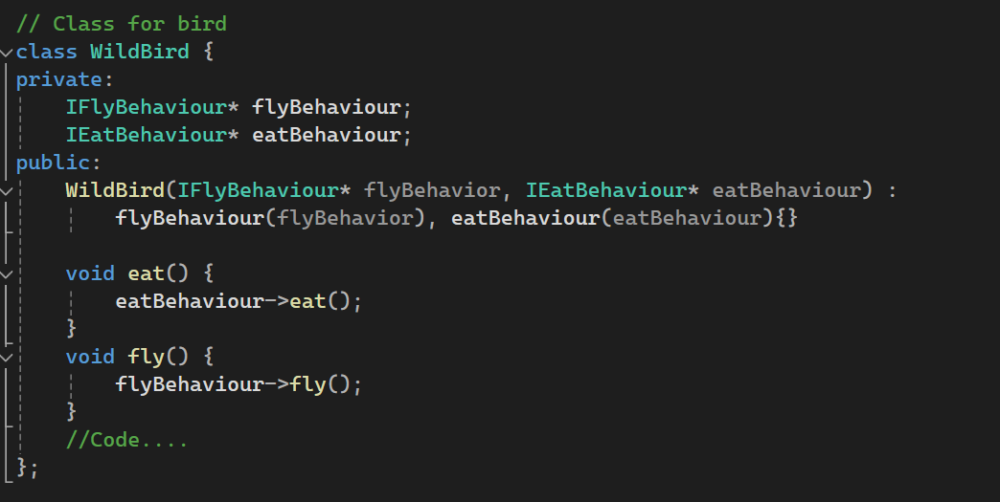 // Class for bird
class WildBird {
private:
    IFlyBehaviour* flyBehaviour;
    IEatBehaviour* eatBehaviour;
public:
    WildBird(IFlyBehaviour* flyBehavior, IEatBehaviour* eatBehaviour) :
        flyBehaviour(flyBehavior), eatBehaviour(eatBehaviour){}
    void eat() {
        eatBehaviour->eat();
    }
    void fly() {
        flyBehaviour->fly();
    }
    //Code....
};